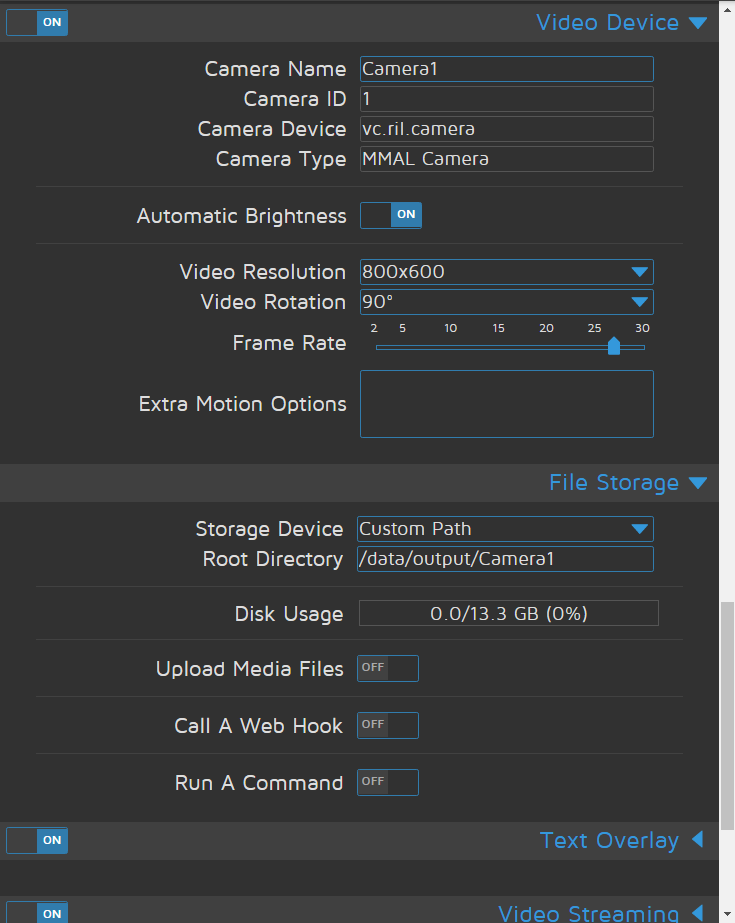 ON Video Device
Camera Name Camera1
Camera ID 1
Camera Device vc.ril.camera
Camera Type MMAL Camera
Automatic Brightness ON
Video Resolution 800x600
Video Rotation 90°
2 5 10 15 20 25 30
Frame Rate
Extra Motion Options
File Storage
Storage Device Custom Path
Root Directory /data/output/Camera1
Disk Usage 0.0/13.3 GB (0%)
Upload Media Files OFF
Call A Web Hook OFF
Run A Command OFF
ON Text Overlay
ON Video Streaming